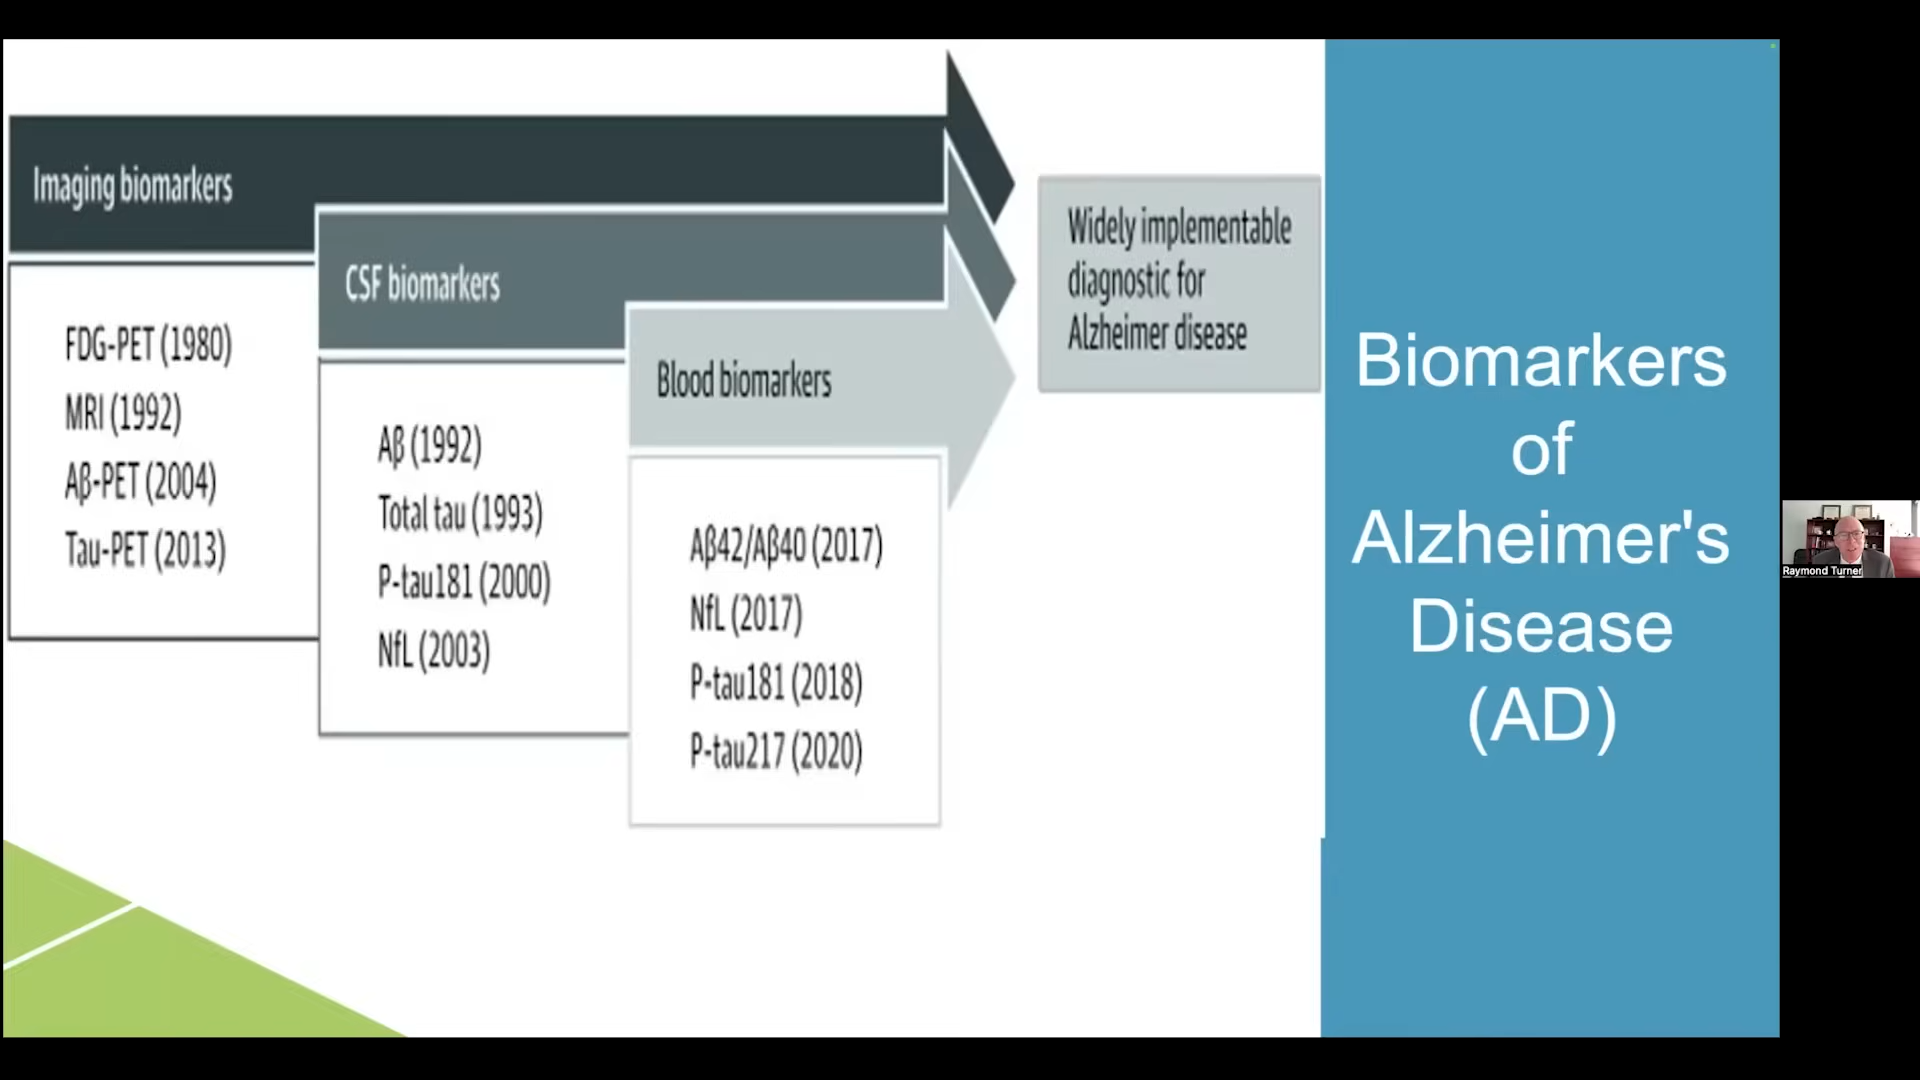 Imaging biomarkers
FDG-PET (1980)
MRI (1992)
Aβ-PET (2004)
Tau-PET (2013)
CSF biomarkers
Aβ (1992)
Total tau (1993)
P-tau181 (2000)
NfL (2003)
Blood biomarkers
Aβ42/Aβ40 (2017)
NfL (2017)
P-tau181 (2018)
P-tau217 (2020)
Widely implementable
diagnostic for
Alzheimer disease
Biomarkers
of
Alzheimer's
Disease
(AD)
Raymond Turner